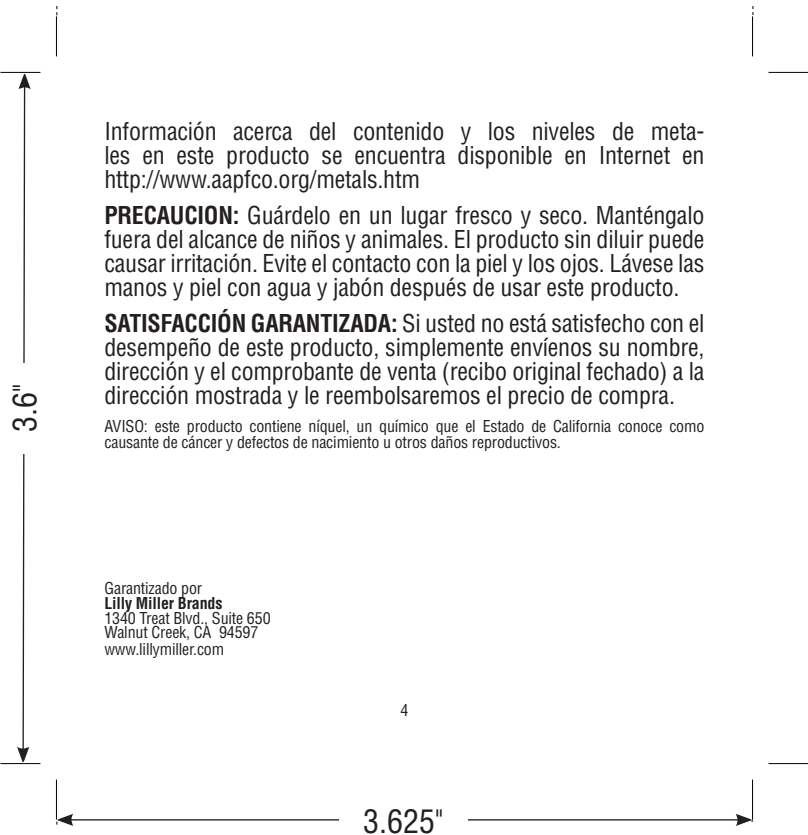 Información acerca del contenido y los niveles de meta-
les en este producto se encuentra disponible en Internet en
http://www.aapfco.org/metals.htm
PRECAUCION: Guárdelo en un lugar fresco y seco. Manténgalo
fuera del alcance de niños y animales. El producto sin diluir puede
causar irritación. Evite el contacto con la piel y los ojos. Lávese las
manos y piel con agua y jabón después de usar este producto.
SATISFACCIÓN GARANTIZADA: Si usted no está satisfecho con el
desempeño de este producto, simplemente envíenos su nombre,
dirección y el comprobante de venta (recibo original fechado) a la
dirección mostrada y le reembolsaremos el precio de compra.
AVISO: este producto contiene níquel, un químico que el Estado de California conoce como
causante de cáncer y defectos de nacimiento u otros daños reproductivos.
3.6"
Garantizado por
Lilly Miller Brands
1340 Treat Blvd., Suite 650
Walnut Creek, CA 94597
www.lillymiller.com
4
3.625"